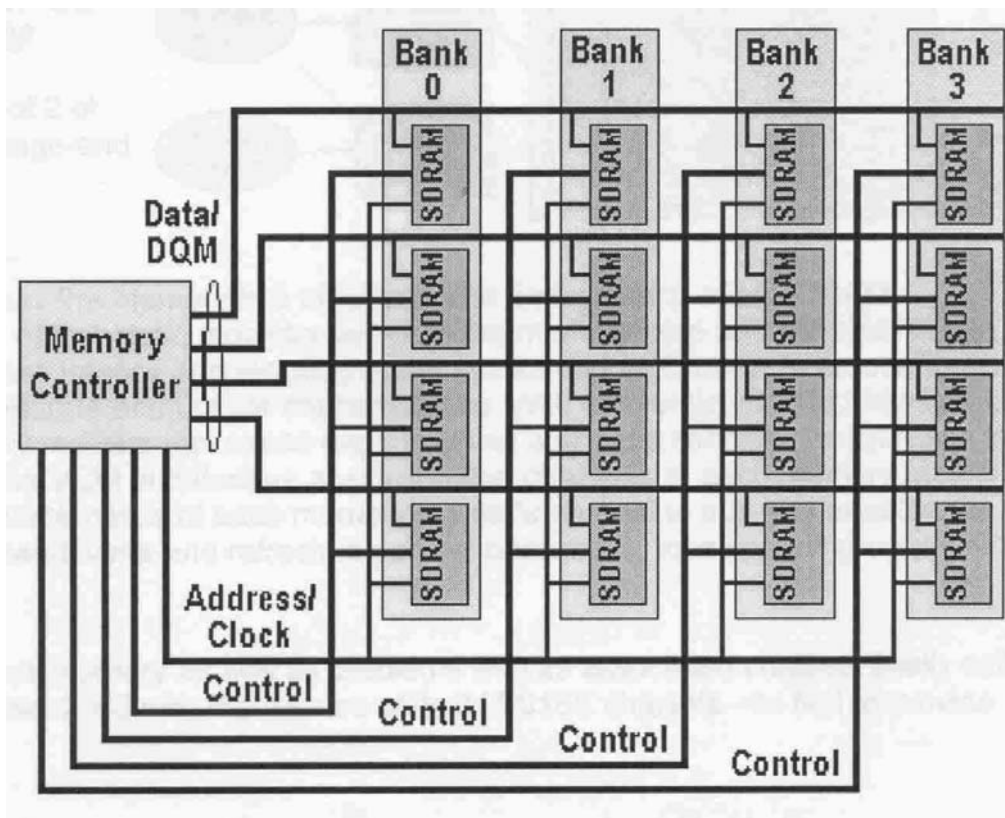 Bank 0
Bank 1
Bank 2
Bank 3
SDRAM SDRAM SDRAM SDRAM
Data/
DQM
SDRAM SDRAM SDRAM SDRAM
Memory
Controller
SDRAM SDRAM SDRAM SDRAM
SDRAM SDRAM SDRAM SDRAM
Address/
Clock
Control
Control
Control
Control